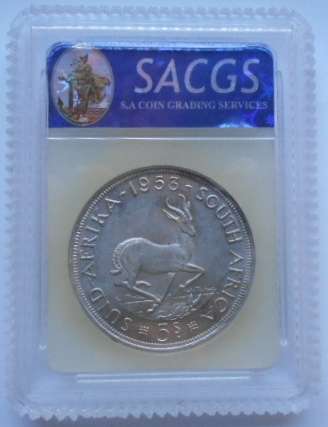 SACGS
S.A COIN GRADING SERVICES
SUID-AFRIKA-1953-SOUTH AFRICA
5S